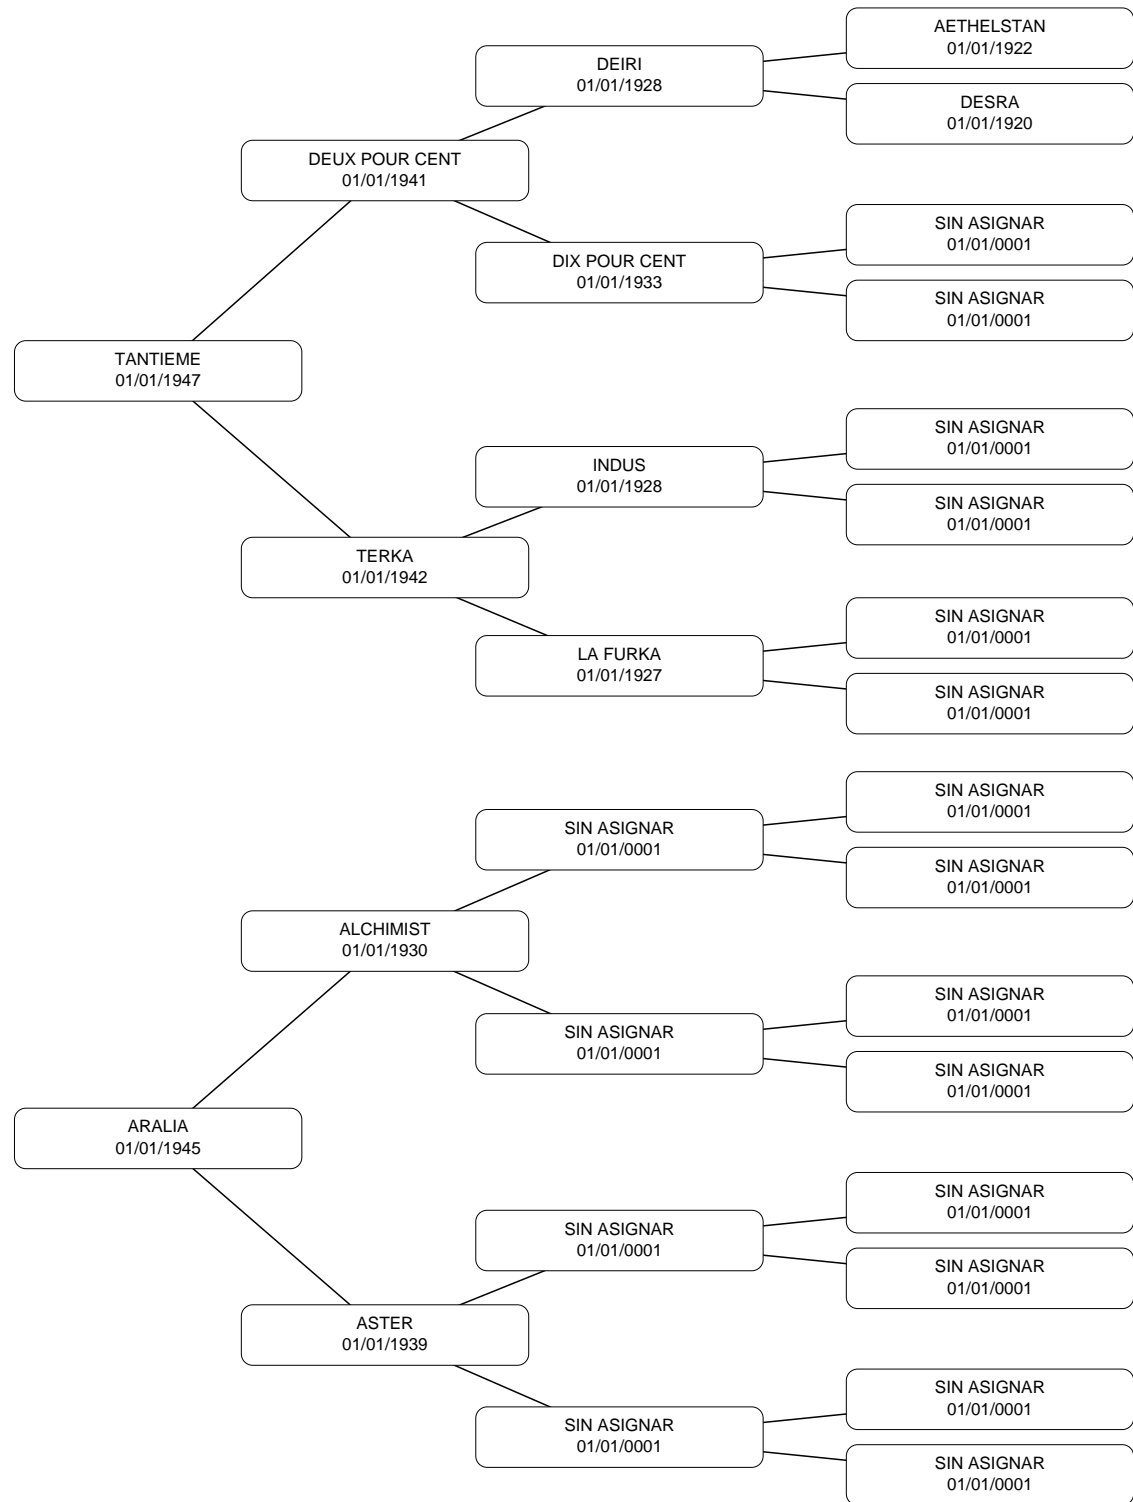 AETHELSTAN
01/01/1922
DEIRI
01/01/1928
DESRA
01/01/1920
DEUX POUR CENT
01/01/1941
SIN ASIGNAR
01/01/0001
DIX POUR CENT
01/01/1933
SIN ASIGNAR
01/01/0001
TANTIEME
01/01/1947
SIN ASIGNAR
01/01/0001
INDUS
01/01/1928
SIN ASIGNAR
01/01/0001
TERKA
01/01/1942
SIN ASIGNAR
01/01/0001
LA FURKA
01/01/1927
SIN ASIGNAR
01/01/0001
SIN ASIGNAR
01/01/0001
SIN ASIGNAR
01/01/0001
SIN ASIGNAR
01/01/0001
ALCHIMIST
01/01/1930
SIN ASIGNAR
01/01/0001
SIN ASIGNAR
01/01/0001
SIN ASIGNAR
01/01/0001
ARALIA
01/01/1945
SIN ASIGNAR
01/01/0001
SIN ASIGNAR
01/01/0001
SIN ASIGNAR
01/01/0001
ASTER
01/01/1939
SIN ASIGNAR
01/01/0001
SIN ASIGNAR
01/01/0001
SIN ASIGNAR
01/01/0001